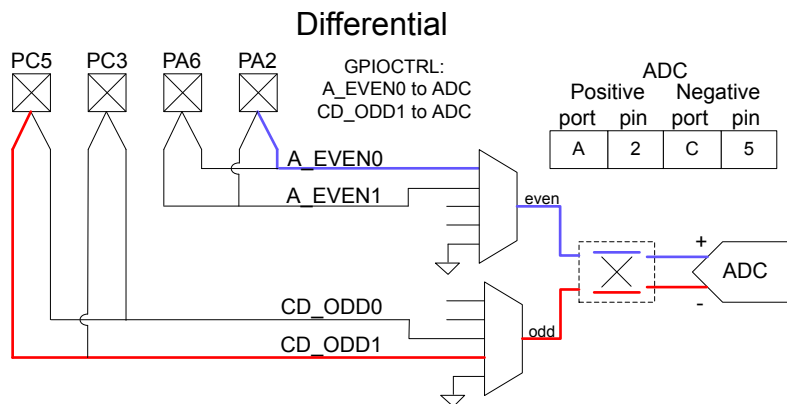 Differential
PC5 PC3 PA6 PA2
GPIOCTRL:
A_EVEN0 to ADC
CD_ODD1 to ADC
ADC
Positive Negative
port pin port pin
A 2 C 5
A_EVEN0
A_EVEN1
even
+
ADC
-
CD_ODD0
odd
CD_ODD1